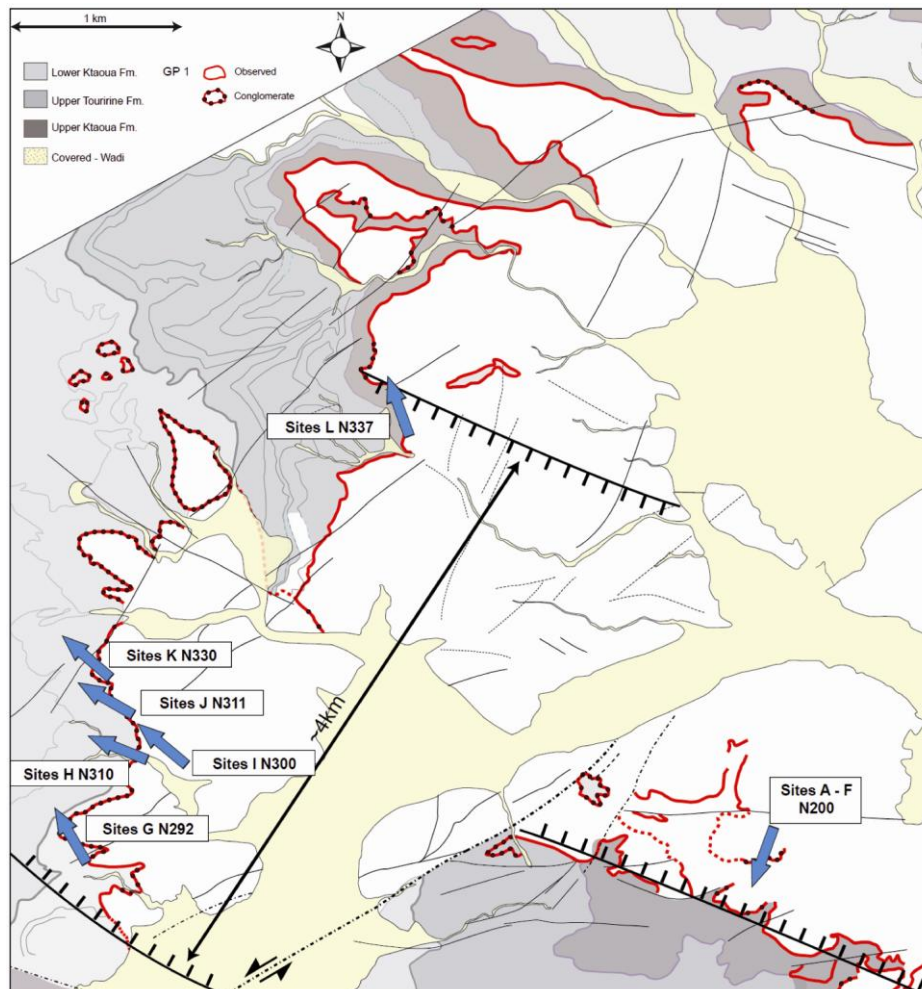 1 km
N
Lower Ktaoua Fm.
GP 1
Observed
Upper Touririne Fm.
Conglomerate
Upper Ktaoua Fm.
Covered - Wadi
Sites L N337
Sites K N330
Sites J N311
Sites I N300
Sites H N310
Sites G N292
~4km
Sites A - F
N200